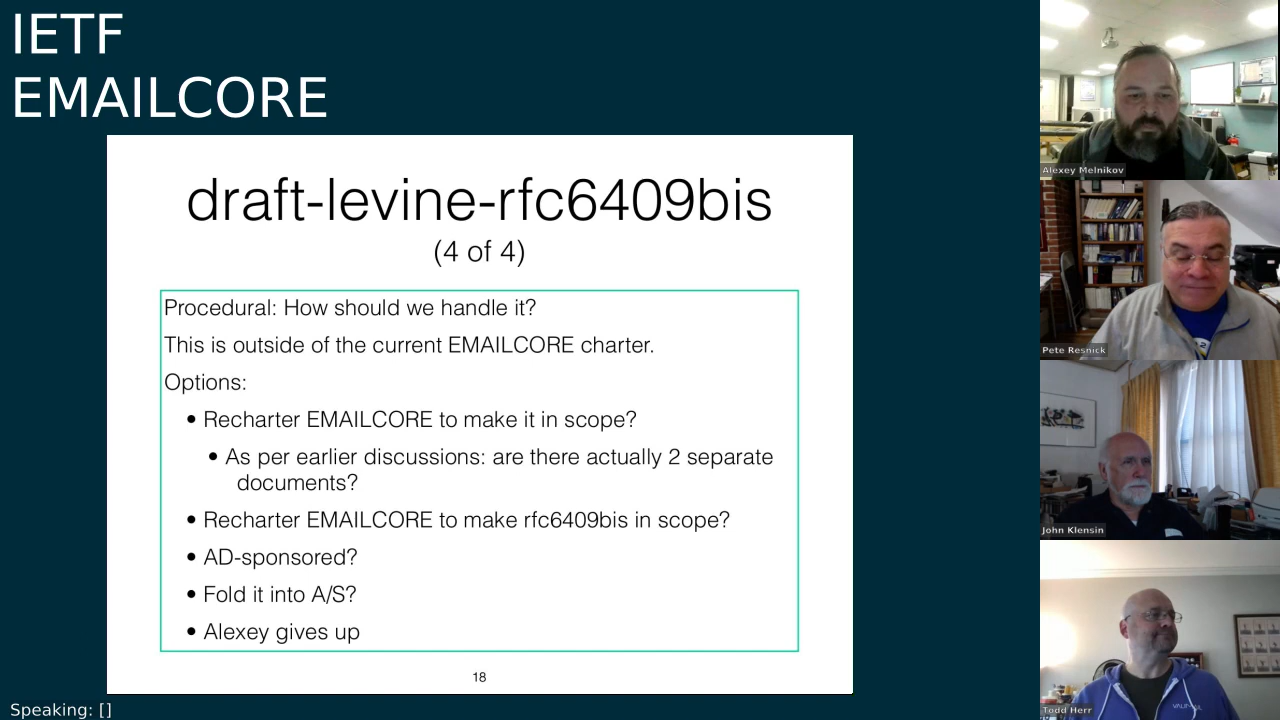 IETF
EMAILCORE
draft-levine-rfc6409bis
(4 of 4)
Procedural: How should we handle it?
This is outside of the current EMAILCORE charter.
Options:
• Recharter EMAILCORE to make it in scope?
• As per earlier discussions: are there actually 2 separate
documents?
• Recharter EMAILCORE to make rfc6409bis in scope?
• AD-sponsored?
• Fold it into A/S?
• Alexey gives up
18
Speaking: []
Alexey Melnikov
Pete Resnick
John Klensin
Todd Herr